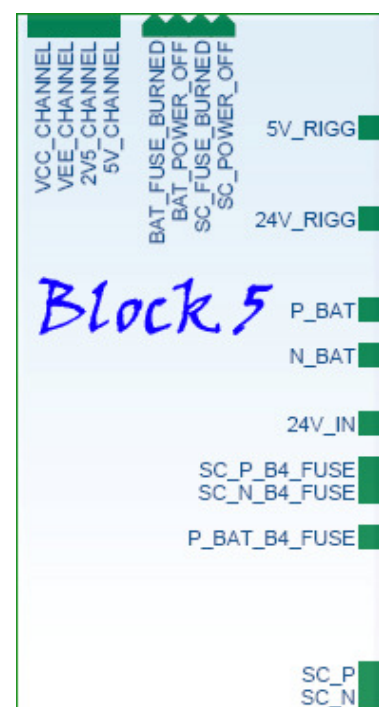 VCC_CHANNEL
VEE_CHANNEL
2V5_CHANNEL
5V_CHANNEL
BAT_FUSE_BURNED
BAT_POWER_OFF
SC_FUSE_BURNED
SC_POWER_OFF
5V_RIGG
24V_RIGG
Block 5
P_BAT
N_BAT
24V_IN
SC_P_B4_FUSE
SC_N_B4_FUSE
P_BAT_B4_FUSE
SC_P
SC_N